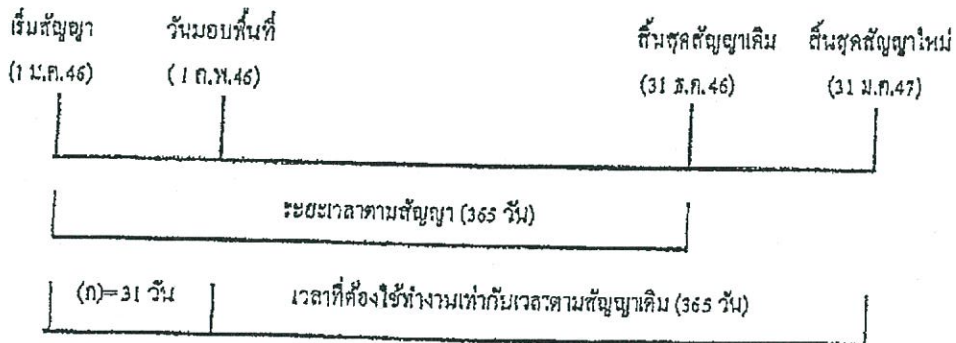 เริ่มสัญญา วันมอบพื้นที่ สิ้นสุดสัญญาเดิม สิ้นสุดสัญญาใหม่
(1 ม.ค.46) (1 ก.พ.46) (31 ธ.ค.46) (31 ม.ค.47)
ระยะเวลาตามสัญญา (365 วัน)
(ก)=31 วัน เวลาที่ต้องใช้ทำงานเท่ากับเวลาตามสัญญาเดิม (365 วัน)